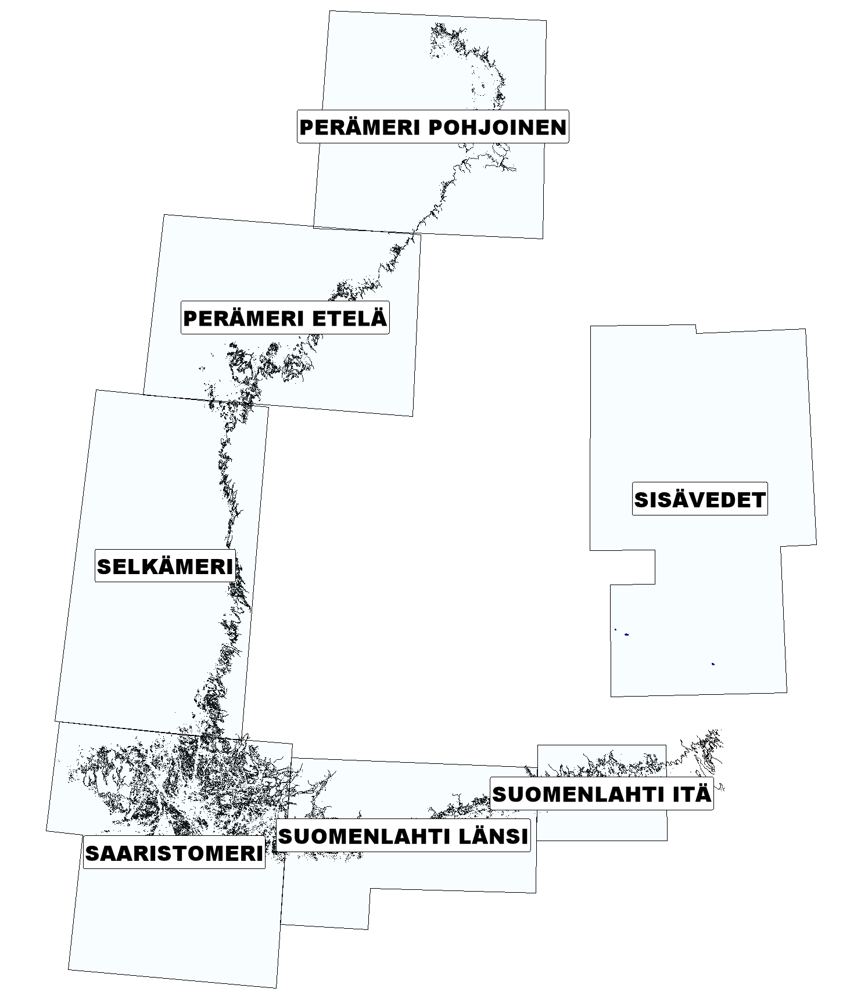 PERÄMERI POHJOINEN
PERÄMERI ETELÄ
SISÄVEDET
SELKÄMERI
SUOMENLAHTI ITÄ
SUOMENLAHTI LÄNSI
SAARISTOMERI